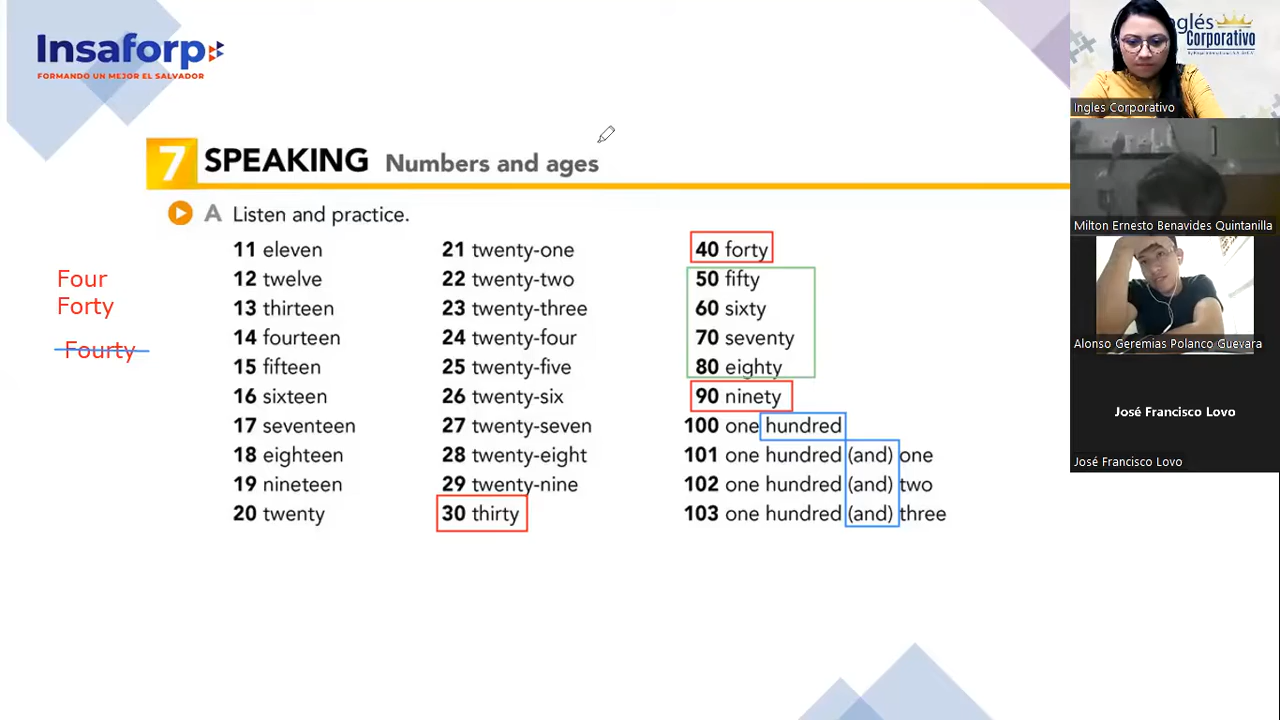 Insaforp
FORMANDO UN MEJOR EL SALVADOR
7 SPEAKING Numbers and ages
A Listen and practice.
11 eleven
12 twelve
13 thirteen
14 fourteen
15 fifteen
16 sixteen
17 seventeen
18 eighteen
19 nineteen
20 twenty
21 twenty-one
22 twenty-two
23 twenty-three
24 twenty-four
25 twenty-five
26 twenty-six
27 twenty-seven
28 twenty-eight
29 twenty-nine
30 thirty
40 forty
50 fifty
60 sixty
70 seventy
80 eighty
90 ninety
100 one hundred
101 one hundred (and) one
102 one hundred (and) two
103 one hundred (and) three
Four
Forty
Fourty
Inglés
Corporativo
Ingles Corporativo
Milton Ernesto Benavides Quintanilla
Alonso Geremias Polanco Guevara
José Francisco Lovo
José Francisco Lovo